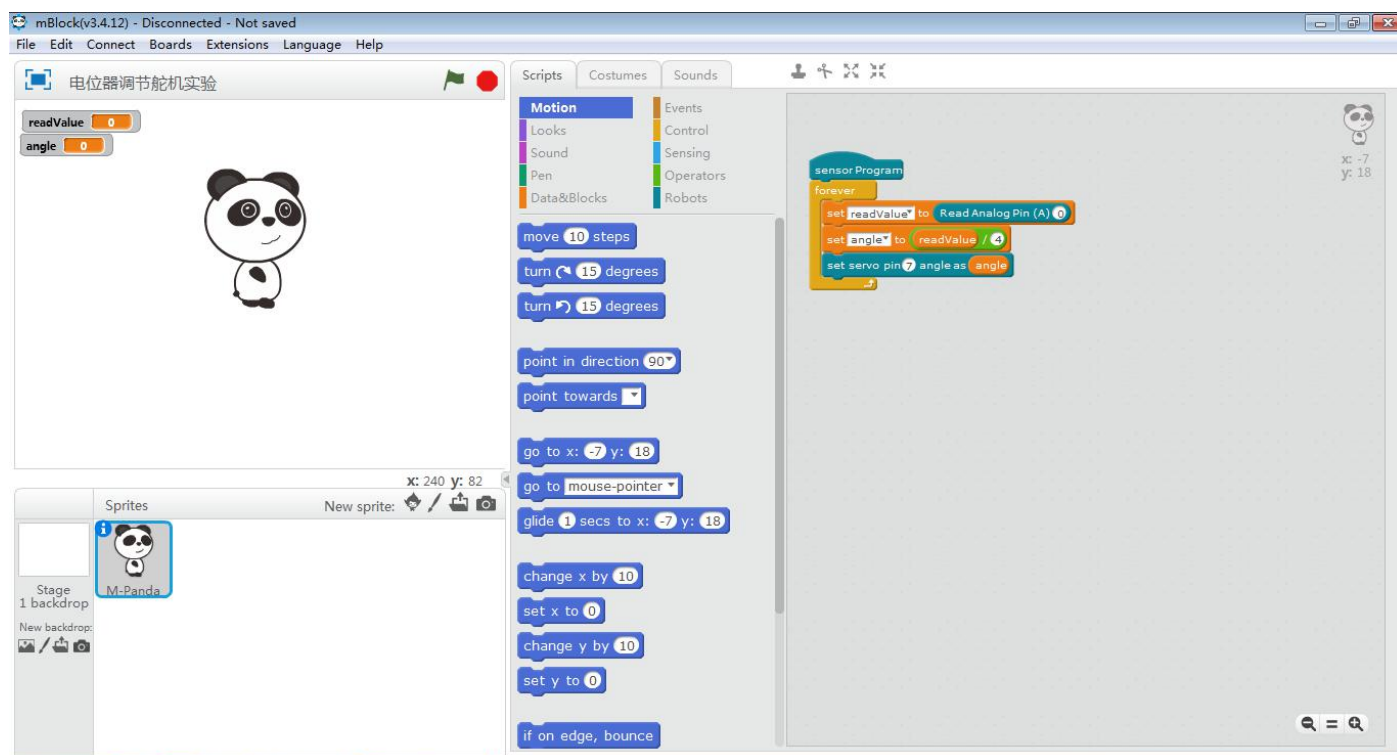 mBlock(v3.4.12) - Disconnected - Not saved
File Edit Connect Boards Extensions Language Help
电位器调节舵机实验
readValue 0
angle 0
x: 240 y: 82
Sprites New sprite:
Stage
1 backdrop
New backdrop:
M-Panda
Scripts Costumes Sounds
Motion Events
Looks Control
Sound Sensing
Pen Operators
Data&Blocks Robots
move 10 steps
turn 15 degrees
turn 15 degrees
point in direction 90
point towards
go to x: -7 y: 18
go to mouse-pointer
glide 1 secs to x: -7 y: 18
change x by 10
set x to 0
change y by 10
set y to 0
if on edge, bounce
sensor Program
forever
set readValue to Read Analog Pin (A) 0
set angle to readValue / 4
set servo pin 7 angle as angle
x: -7
y: 18